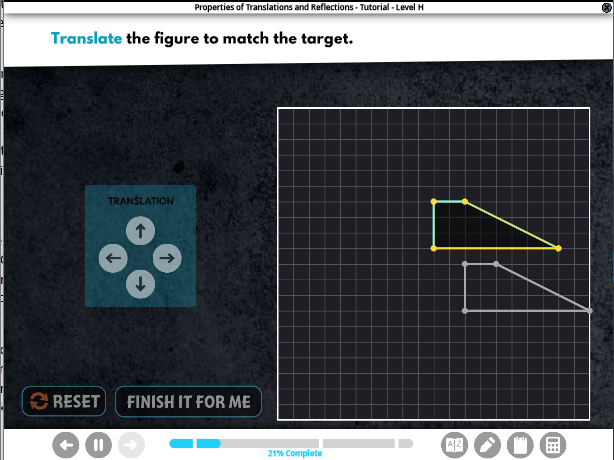 Properties of Translations and Reflections - Tutorial - Level H
Translate the figure to match the target.
TRANSLATION
RESET
FINISH IT FOR ME
21% Complete
A Z